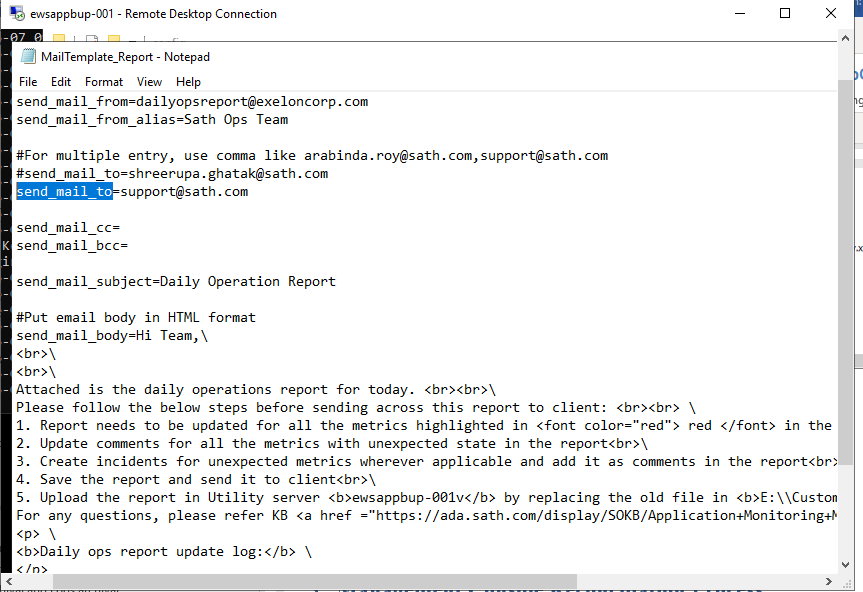 ewsappbup-001 - Remote Desktop Connection
MailTemplate_Report - Notepad
File Edit Format View Help
send_mail_from=dailyopsreport@exeloncorp.com
send_mail_from_alias=Sath Ops Team
#For multiple entry, use comma like arabinda.roy@sath.com,support@sath.com
#send_mail_to=shreerupa.ghatak@sath.com
send_mail_to=support@sath.com
send_mail_cc=
send_mail_bcc=
send_mail_subject=Daily Operation Report
#Put email body in HTML format
send_mail_body=Hi Team,\
<br>\
<br>\
Attached is the daily operations report for today. <br><br>\
Please follow the below steps before sending across this report to client: <br><br> \
1. Report needs to be updated for all the metrics highlighted in <font color="red"> red </font> in the
2. Update comments for all the metrics with unexpected state in the report<br>\
3. Create incidents for unexpected metrics wherever applicable and add it as comments in the report<br>
4. Save the report and send it to client<br>\
5. Upload the report in Utility server <b>ewsappbup-001v</b> by replacing the old file in <b>E:\\Custom
For any questions, please refer KB <a href ="https://ada.sath.com/display/SOKB/Application+Monitoring+M
<p> \
<b>Daily ops report update log:</b> \
</p>